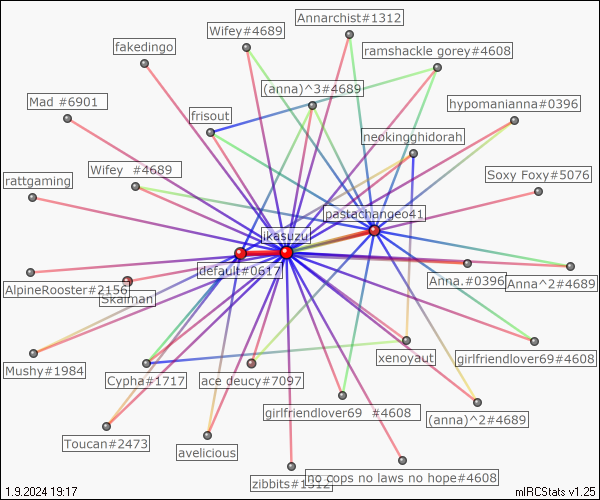 Annarchist#1312
Wifey#4689
fakedingo
ramshackle gorey#4608
(anna)^3#4689
Mad #6901
hypomanianna#0396
frisout
neokingghidorah
Wifey  #4689
Soxy Foxy#5076
rattgaming
pastachangeo41
ikasuzu
default#0617
Anna.#0396
Anna^2#4689
AlpineRooster#2156
Skalman
xenoyaut
girlfriendlover69#4608
Mushy#1984
Cypha#1717
ace deucy#7097
girlfriendlover69  #4608
(anna)^2#4689
Toucan#2473
avelicious
zibbits#1312
no cops no laws no hope#4608
1.9.2024 19:17
mIRCStats v1.25